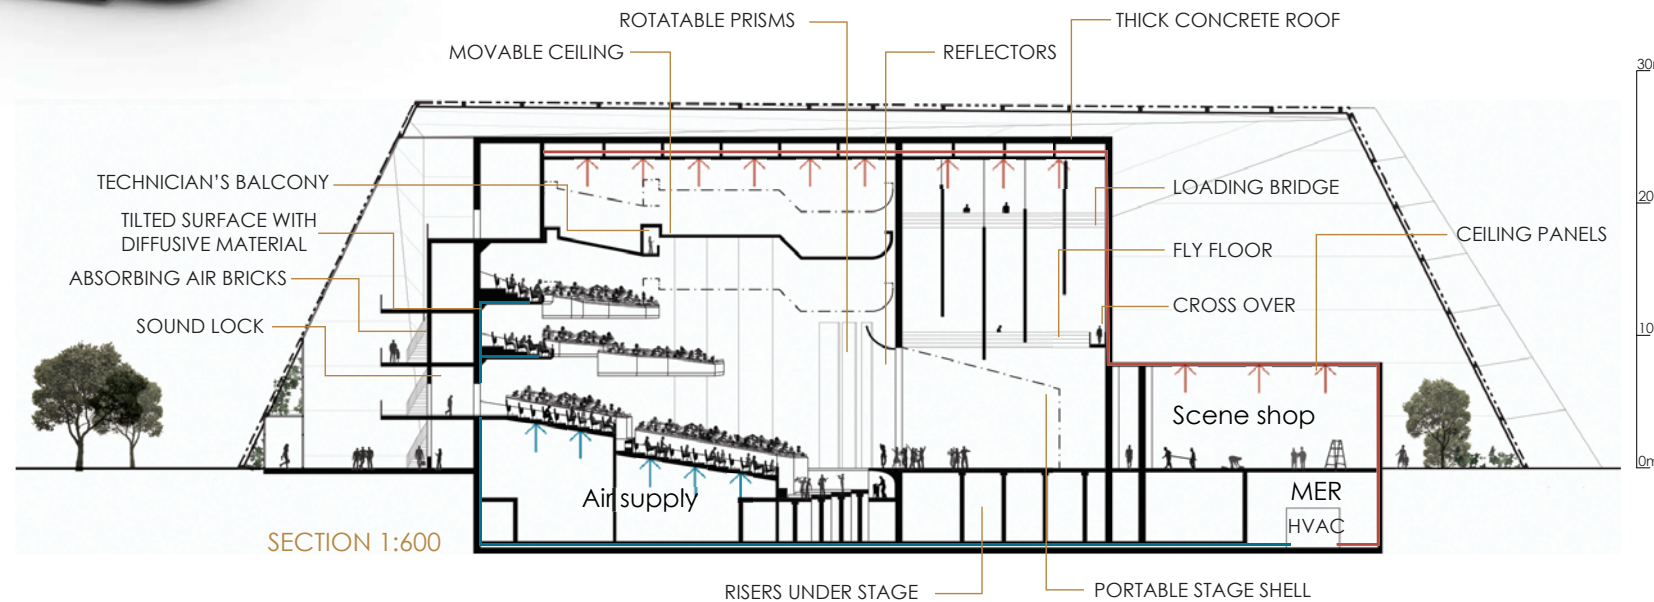 ROTATABLE PRISMS
THICK CONCRETE ROOF
MOVABLE CEILING
REFLECTORS
30m
TECHNICIAN'S BALCONY
LOADING BRIDGE
20
TILTED SURFACE WITH
DIFFUSIVE MATERIAL
CEILING PANELS
FLY FLOOR
ABSORBING AIR BRICKS
CROSS OVER
SOUND LOCK
10
Scene shop
0m
Air supply
MER
HVAC
SECTION 1:600
RISERS UNDER STAGE
PORTABLE STAGE SHELL